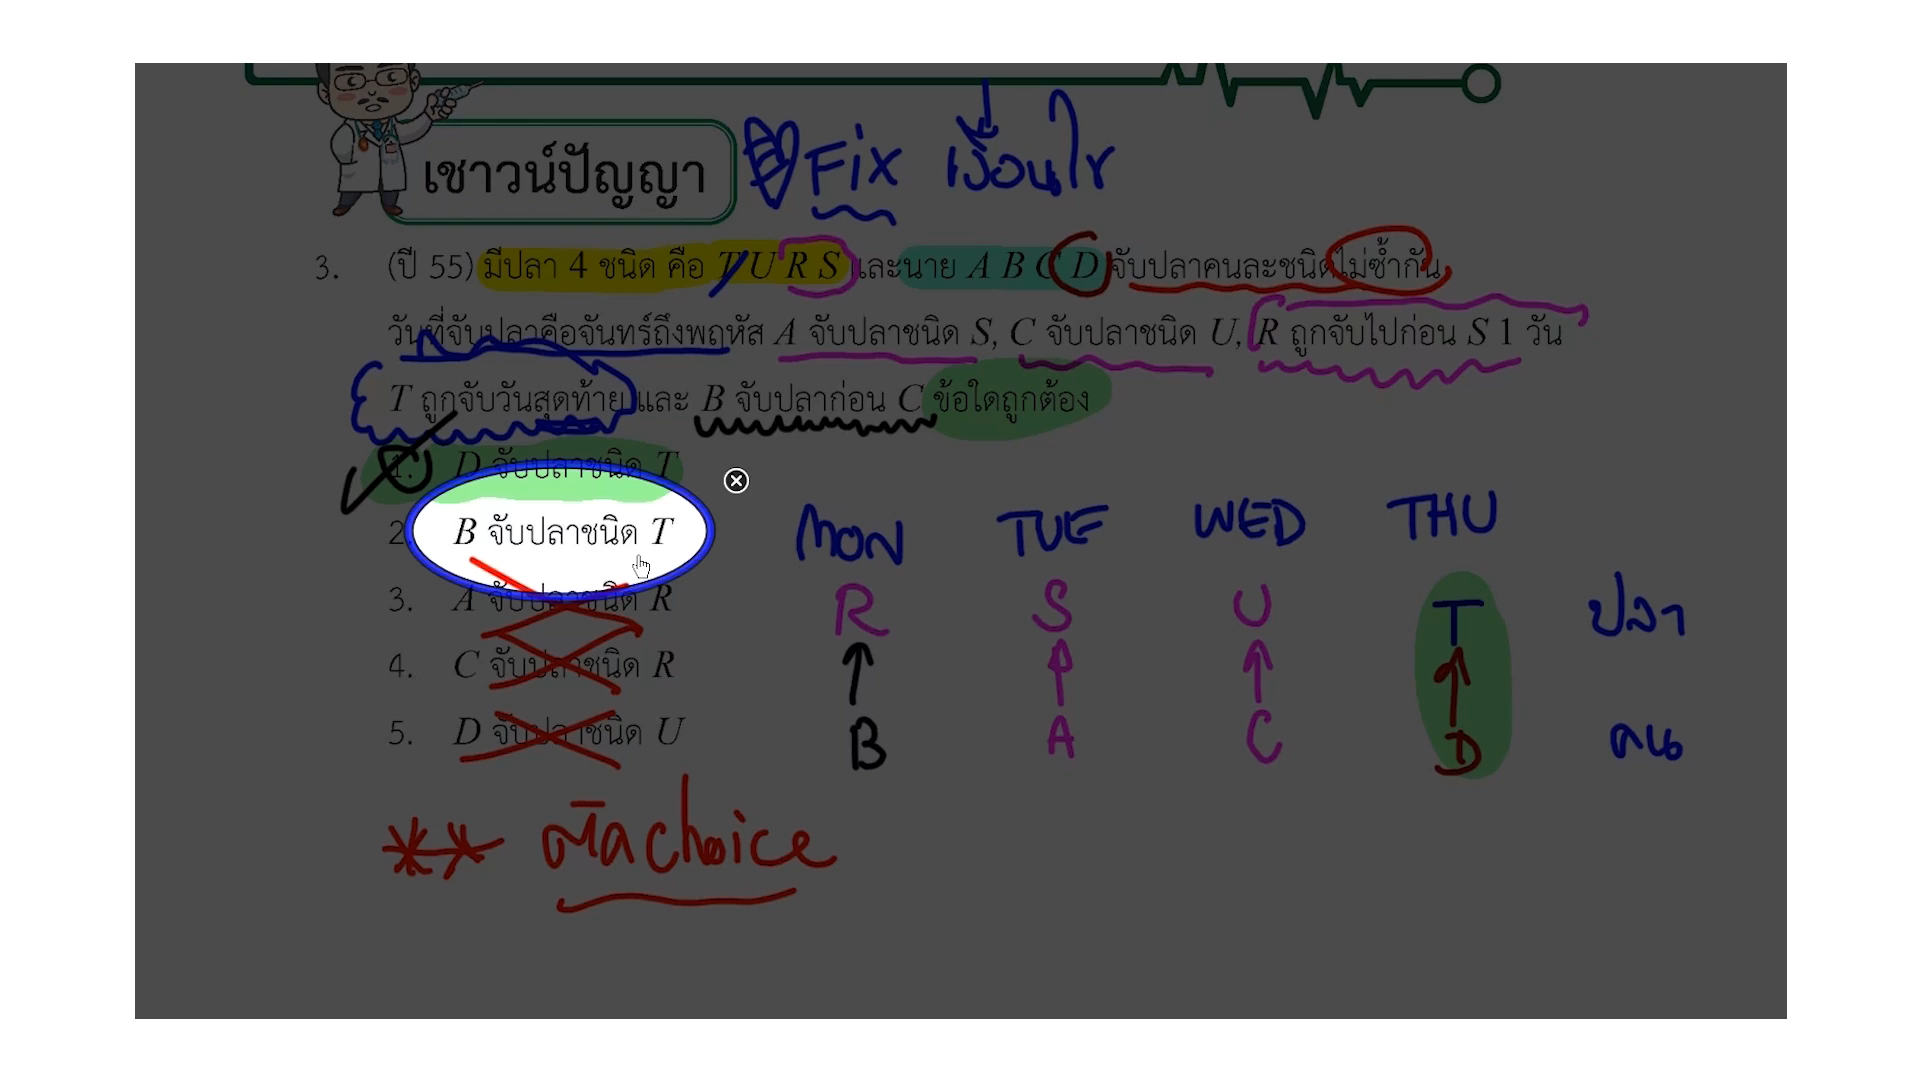 Fix เงื่อนไข
เชาวน์ปัญญา
3. (ปี 55) มีปลา 4 ชนิด คือ T U R S และนาย A B C D จับปลาคนละชนิดไม่ซ้ำกัน
วันที่จับปลาคือจันทร์ถึงพฤหัส A จับปลาชนิด S, C จับปลาชนิด U, R ถูกจับไปก่อน S 1 วัน
T ถูกจับวันสุดท้าย และ B จับปลาก่อน C ข้อใดถูกต้อง
1. D จับปลาชนิด T
2. B จับปลาชนิด T
3. A จับปลาชนิด R
4. C จับปลาชนิด R
5. D จับปลาชนิด U
MON TUE WED THU
R S U T ปลา
B A C D คน
ตัด choice